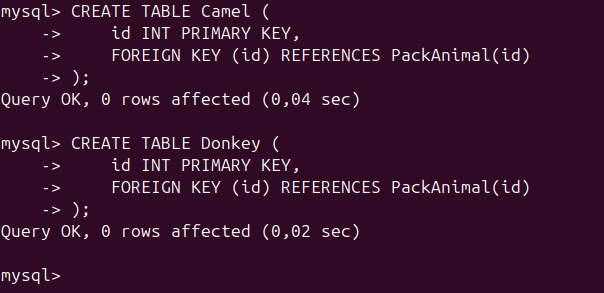 mysql> CREATE TABLE Camel (
    ->     id INT PRIMARY KEY,
    ->     FOREIGN KEY (id) REFERENCES PackAnimal(id)
    -> );
Query OK, 0 rows affected (0,04 sec)

mysql> CREATE TABLE Donkey (
    ->     id INT PRIMARY KEY,
    ->     FOREIGN KEY (id) REFERENCES PackAnimal(id)
    -> );
Query OK, 0 rows affected (0,02 sec)

mysql>